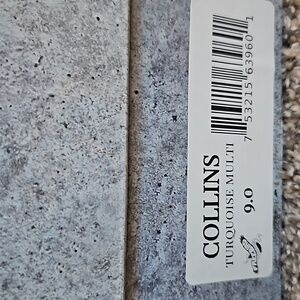 COLLINS
TURQUOISE MULTI
9.0
7 53215 63960 1